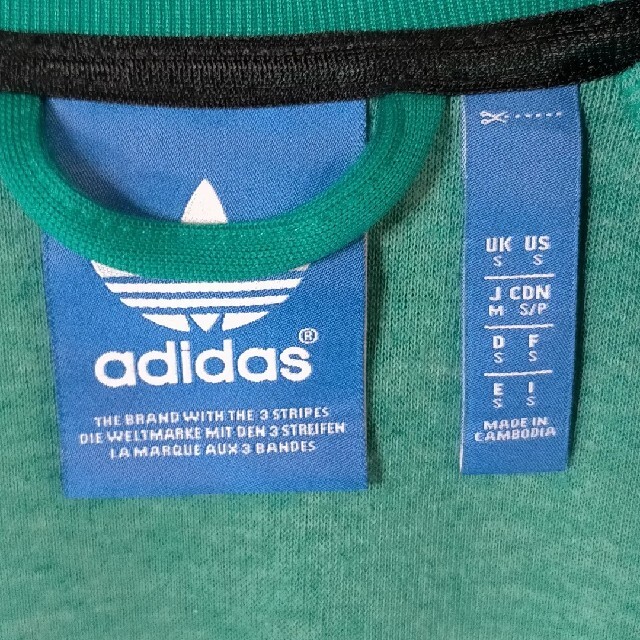 adidas®
THE BRAND WITH THE 3 STRIPES
DIE WELTMARKE MIT DEN 3 STREIFEN
LA MARQUE AUX 3 BANDES
UK US
S S
J CDN
M S/P
D F
S S
E I
S S
MADE IN
CAMBODIA